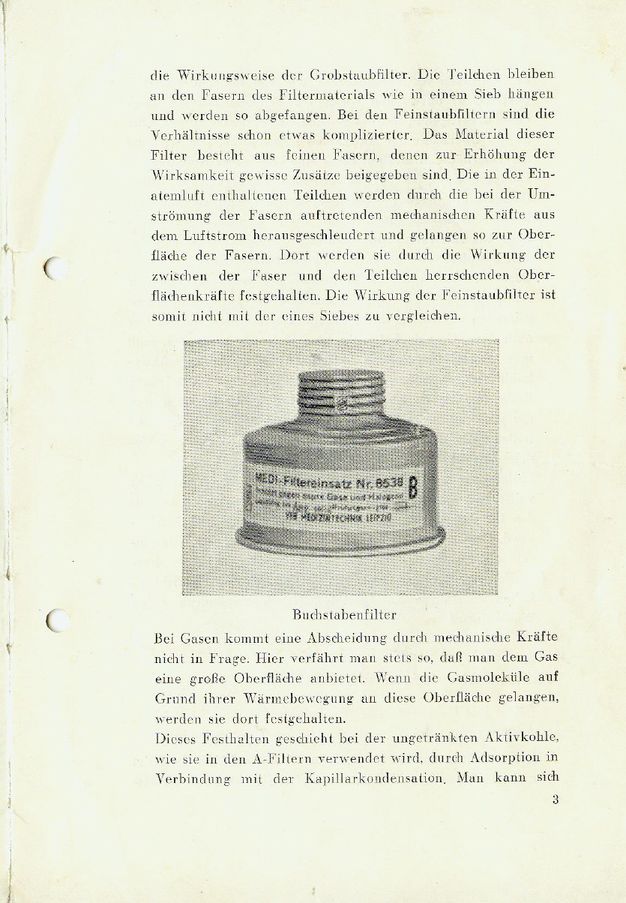 die Wirkungsweise der Grobstaubfilter. Die Teilchen bleiben
an den Fasern des Filtermaterials wie in einem Sieb hängen
und werden so abgefangen. Bei den Feinstaubfiltern sind die
Verhältnisse schon etwas komplizierter. Das Material dieser
Filter besteht aus feinen Fasern, denen zur Erhöhung der
Wirksamkeit gewisse Zusätze beigegeben sind. Die in der Ein-
atemluft enthaltenen Teilchen werden durch die bei der Um-
strömung der Fasern auftretenden mechanischen Kräfte aus
dem Luftstrom herausgeschleudert und gelangen so zur Ober-
fläche der Fasern. Dort werden sie durch die Wirkung der
zwischen der Faser und den Teilchen herrschenden Ober-
flächenkräfte festgehalten. Die Wirkung der Feinstaubfilter ist
somit nicht mit der eines Siebes zu vergleichen.
MEDI-Filtereinsatz Nr. 8538 B
gegen saure Gase und Halogene
VEB MEDIZINTECHNIK LEIPZIG
Buchstabenfilter
Bei Gasen kommt eine Abscheidung durch mechanische Kräfte
nicht in Frage. Hier verfährt man stets so, daß man dem Gas
eine große Oberfläche anbietet. Wenn die Gasmoleküle auf
Grund ihrer Wärmebewegung an diese Oberfläche gelangen,
werden sie dort festgehalten.
Dieses Festhalten geschieht bei der ungetränkten Aktivkohle,
wie sie in den A-Filtern verwendet wird, durch Adsorption in
Verbindung mit der Kapillarkondensation. Man kann sich
3